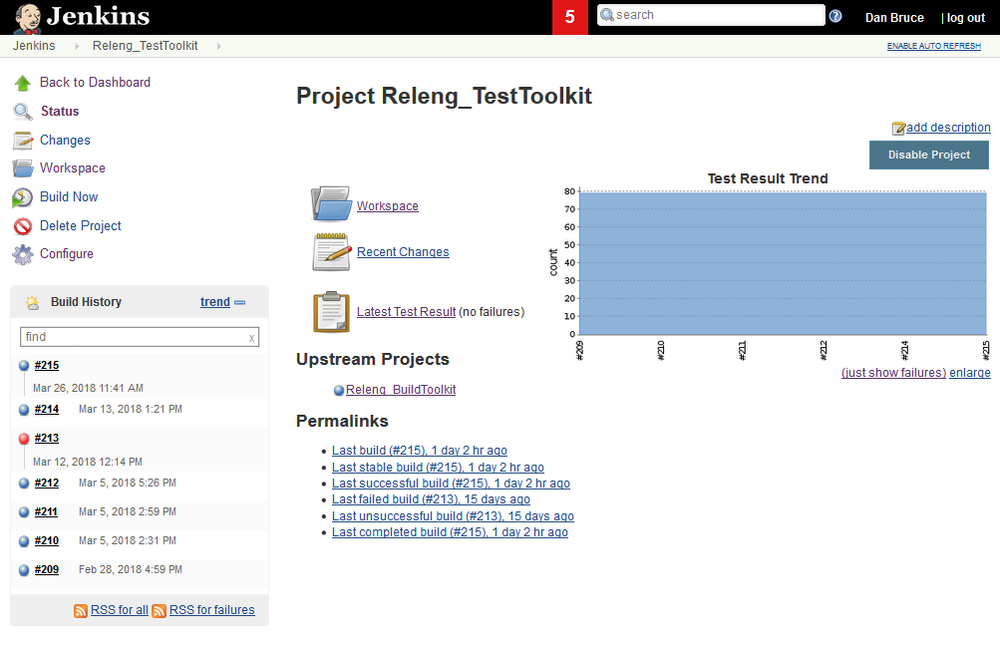 Jenkins
5
search
Dan Bruce
| log out
Jenkins
Releng_TestToolkit
ENABLE AUTO REFRESH
Back to Dashboard
Status
Changes
Workspace
Build Now
Delete Project
Configure
Build History
trend
find
x
#215
Mar 26, 2018 11:41 AM
#214 Mar 13, 2018 1:21 PM
#213
Mar 12, 2018 12:14 PM
#212 Mar 5, 2018 5:26 PM
#211 Mar 5, 2018 2:59 PM
#210 Mar 5, 2018 2:31 PM
#209 Feb 28, 2018 4:59 PM
RSS for all RSS for failures
Project Releng_TestToolkit
add description
Disable Project
Workspace
Recent Changes
Latest Test Result (no failures)
Test Result Trend
count
80
70
60
50
40
30
20
10
0
#209
#210
#211
#212
#214
#215
(just show failures) enlarge
Upstream Projects
Releng_BuildToolkit
Permalinks
Last build (#215), 1 day 2 hr ago
Last stable build (#215), 1 day 2 hr ago
Last successful build (#215), 1 day 2 hr ago
Last failed build (#213), 15 days ago
Last unsuccessful build (#213), 15 days ago
Last completed build (#215), 1 day 2 hr ago